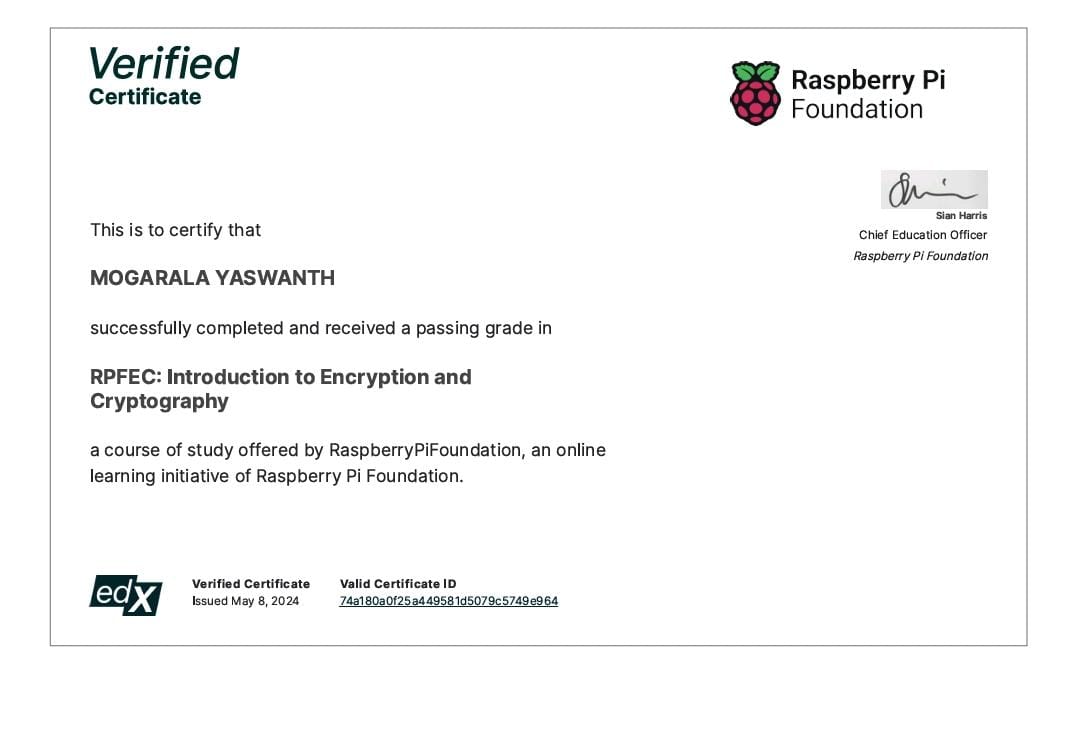 Verified
Certificate
Raspberry Pi
Foundation
Sian Harris
Chief Education Officer
Raspberry Pi Foundation
This is to certify that
MOGARALA YASWANTH
successfully completed and received a passing grade in
RPFEC: Introduction to Encryption and
Cryptography
a course of study offered by RaspberryPiFoundation, an online
learning initiative of Raspberry Pi Foundation.
edX
Verified Certificate
Issued May 8, 2024
Valid Certificate ID
74a180a0f25a449581d5079c5749e964